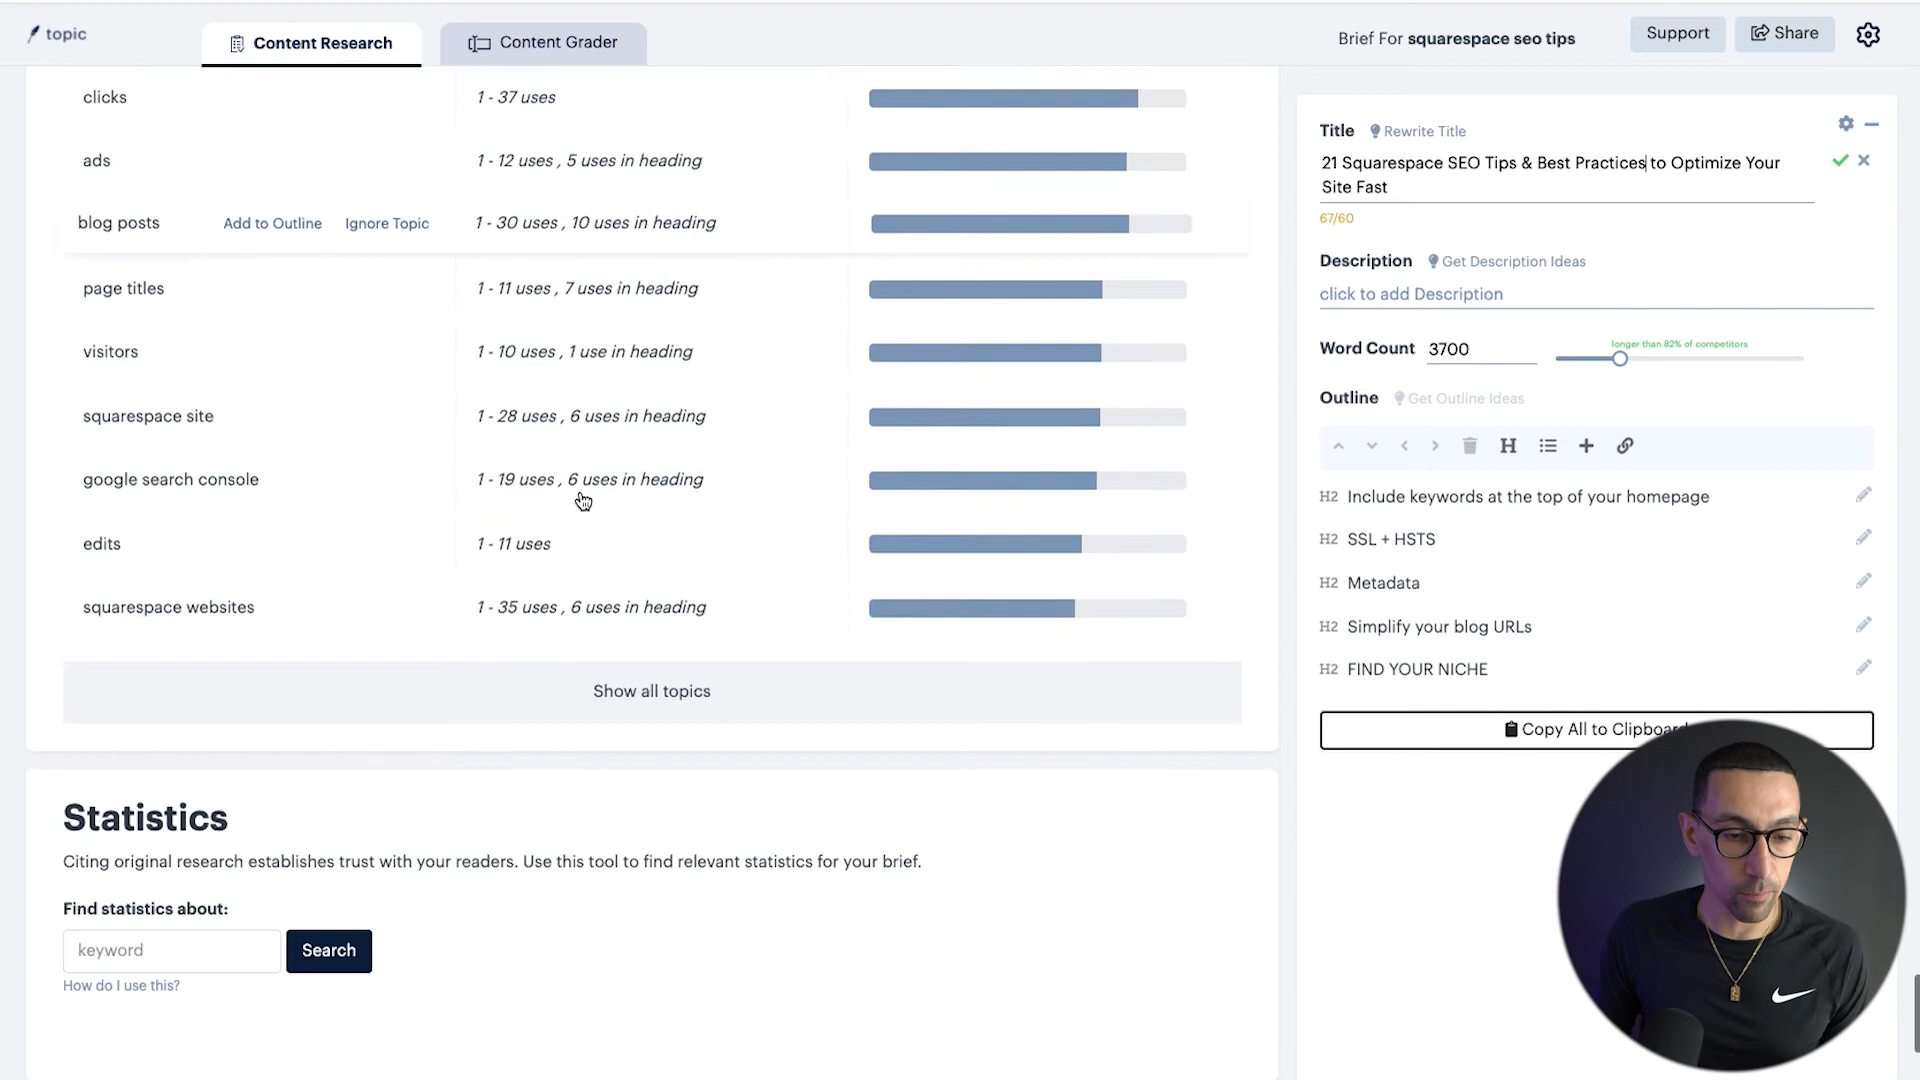 topic
Content Research
Content Grader
Brief For squarespace seo tips
Support
Share
clicks
1 - 37 uses
ads
1 - 12 uses , 5 uses in heading
blog posts
Add to Outline
Ignore Topic
1 - 30 uses , 10 uses in heading
page titles
1 - 11 uses , 7 uses in heading
visitors
1 - 10 uses , 1 use in heading
squarespace site
1 - 28 uses , 6 uses in heading
google search console
1 - 19 uses , 6 uses in heading
edits
1 - 11 uses
squarespace websites
1 - 35 uses , 6 uses in heading
Show all topics
Statistics
Citing original research establishes trust with your readers. Use this tool to find relevant statistics for your brief.
Find statistics about:
keyword
Search
How do I use this?
Title
Rewrite Title
21 Squarespace SEO Tips & Best Practices to Optimize Your
Site Fast
67/60
Description
Get Description Ideas
click to add Description
Word Count
3700
longer than 82% of competitors
Outline
Get Outline Ideas
H
H2 Include keywords at the top of your homepage
H2 SSL + HSTS
H2 Metadata
H2 Simplify your blog URLs
H2 FIND YOUR NICHE
Copy All to Clipboard